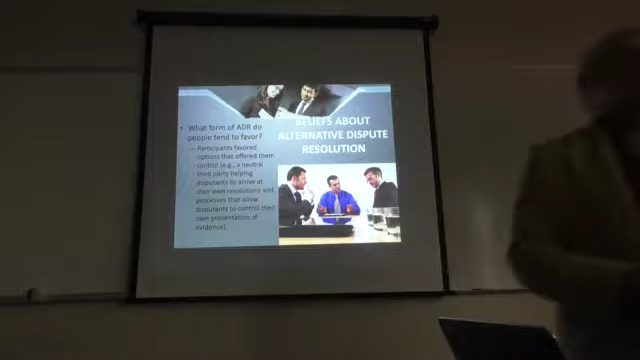 BELIEFS ABOUT
ALTERNATIVE DISPUTE
RESOLUTION
• What form of ADR do
people tend to favor?
– Participants favored
options that offered them
control (e.g., a neutral
third party helping
disputants to arrive at
their own resolutions and
processes that allow
disputants to control their
own presentation of
evidence).